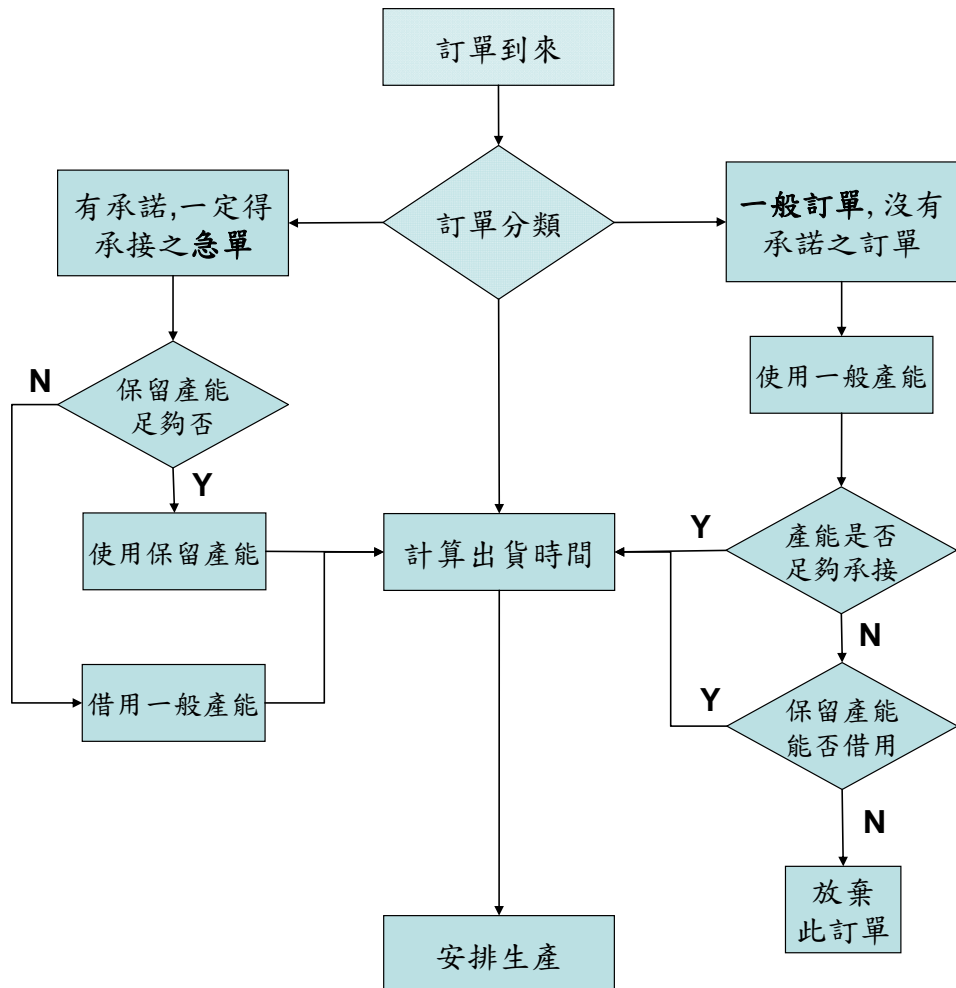 訂單到來
有承諾,一定得
承接之急單
訂單分類
一般訂單, 沒有
承諾之訂單
N
保留產能
足夠否
使用一般產能
Y
使用保留產能
計算出貨時間
Y
產能是否
足夠承接
N
借用一般產能
Y
保留產能
能否借用
N
放棄
此訂單
安排生產